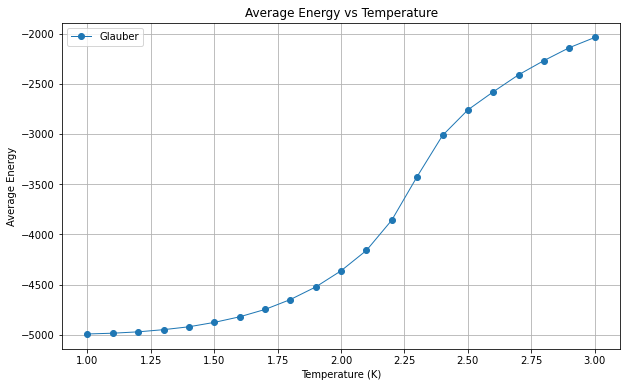 Average Energy vs Temperature
Glauber
Average Energy
−2000
−2500
−3000
−3500
−4000
−4500
−5000
1.00 1.25 1.50 1.75 2.00 2.25 2.50 2.75 3.00
Temperature (K)